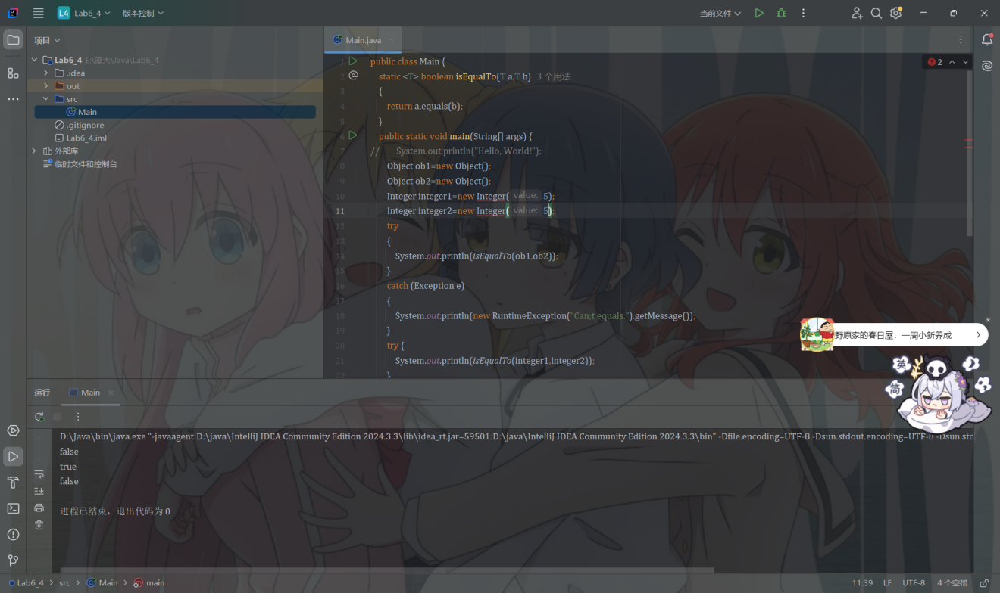 L4 Lab6_4 版本控制 当前文件
项目
Lab6_4 E:\厦大\Java\Lab6_4
.idea
out
src
Main
.gitignore
Lab6_4.iml
外部库
临时文件和控制台
Main.java
2
1 public class Main {
2 @ static <T> boolean isEqualTo(T a,T b) 3 个用法
3 {
4 return a.equals(b);
5 }
6 public static void main(String[] args) {
7 // System.out.println("Hello, World!");
8 Object ob1=new Object();
9 Object ob2=new Object();
10 Integer integer1=new Integer( value: 5);
11 Integer integer2=new Integer( value: 5);
12 try
13 {
14 System.out.println(isEqualTo(ob1,ob2));
15 }
16 catch (Exception e)
17 {
18 System.out.println(new RuntimeException("Can;t equals.").getMessage());
19 }
20 try {
21 System.out.println(isEqualTo(integer1,integer2));
22 }
野原家的春日屋：一周小新养成
英
简
运行 Main
D:\Java\bin\java.exe "-javaagent:D:\java\IntelliJ IDEA Community Edition 2024.3.3\lib\idea_rt.jar=59501:D:\java\IntelliJ IDEA Community Edition 2024.3.3\bin" -Dfile.encoding=UTF-8 -Dsun.stdout.encoding=UTF-8 -Dsun.std
false
true
false
进程已结束，退出代码为 0
Lab6_4 > src > Main > main 11:39 LF UTF-8 4 个空格